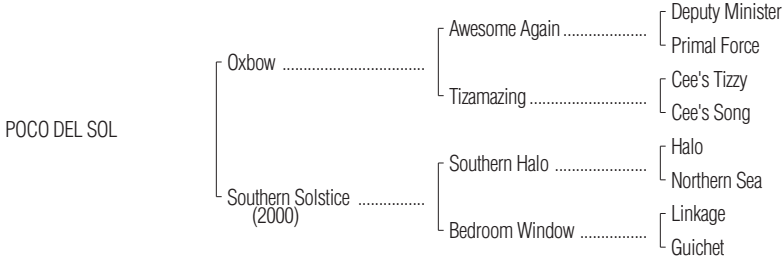 Deputy Minister
Awesome Again ..................
Primal Force
Oxbow ..............................
Cee's Tizzy
Tizamazing.........................
Cee's Song
POCO DEL SOL
Halo
Southern Halo ...................
Northern Sea
Southern Solstice ..............
(2000)
Linkage
Bedroom Window ..............
Guichet